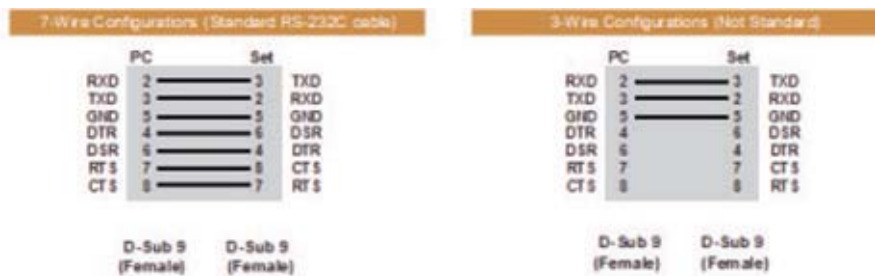 7-Wire Configurations (Standard RS-232C cable)
PC Set
RXD 2 3 TXD
TXD 3 2 RXD
GND 5 5 GND
DTR 4 6 DSR
DSR 6 4 DTR
RTS 7 8 CTS
CTS 8 7 RTS
D-Sub 9 D-Sub 9
(Female) (Female)
3-Wire Configurations (Not Standard)
PC Set
RXD 2 3 TXD
TXD 3 2 RXD
GND 5 5 GND
DTR 4 6 DSR
DSR 6 4 DTR
RTS 7 7 CTS
CTS 8 8 RTS
D-Sub 9 D-Sub 9
(Female) (Female)